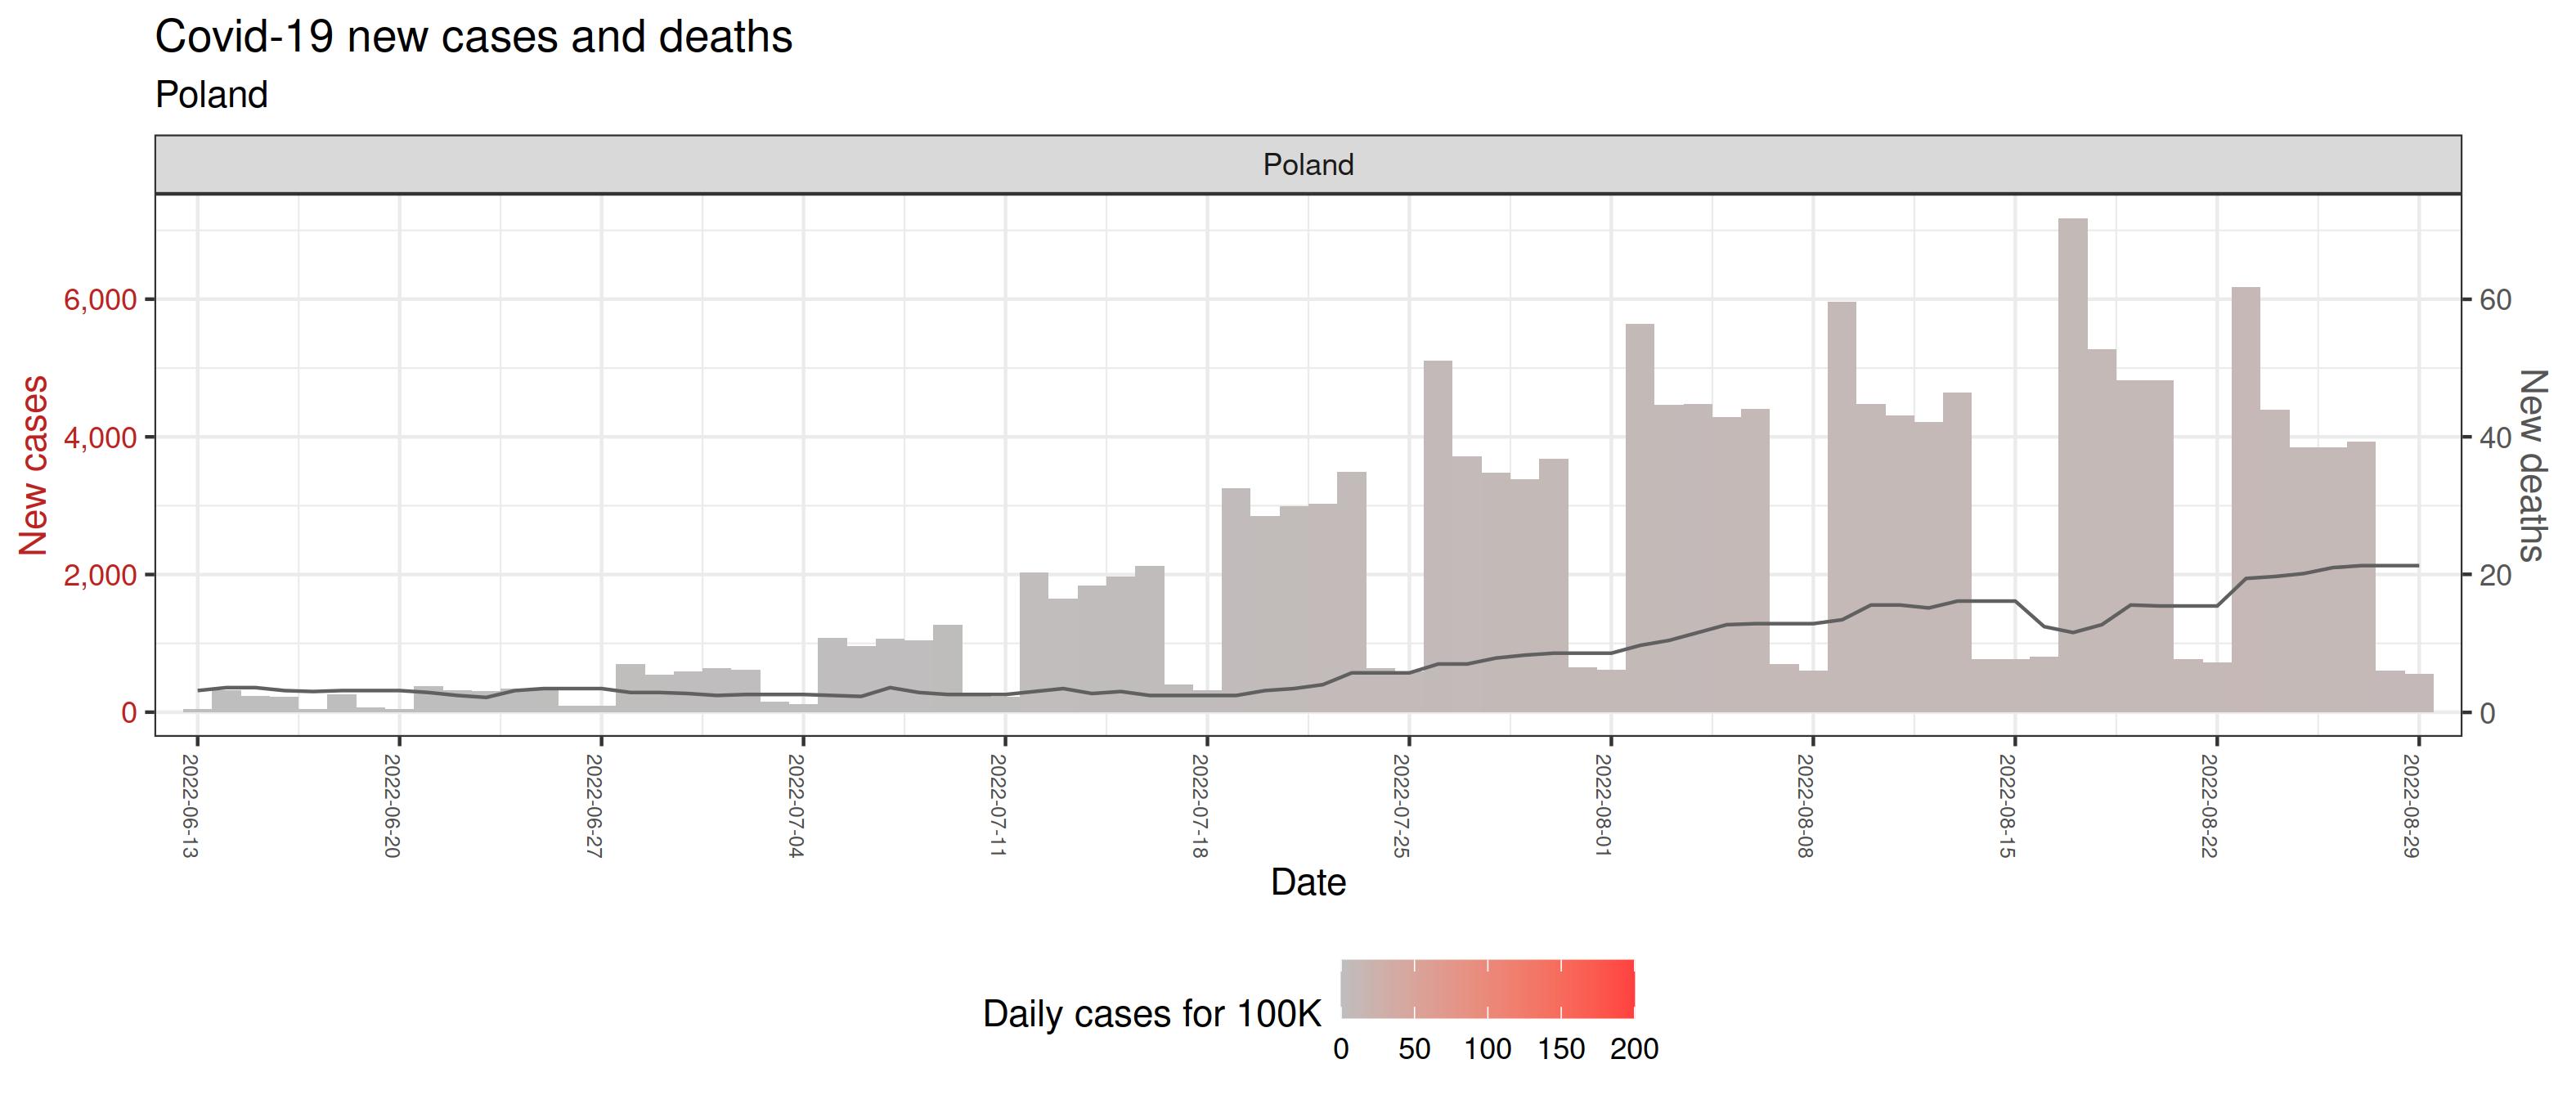 Covid-19 new cases and deaths
Poland
Poland
New cases
6,000
4,000
2,000
0
60
40
20
0
New deaths
2022-06-13
2022-06-20
2022-06-27
2022-07-04
2022-07-11
2022-07-18
2022-07-25
2022-08-01
2022-08-08
2022-08-15
2022-08-22
2022-08-29
Date
Daily cases for 100K
0 50 100 150 200